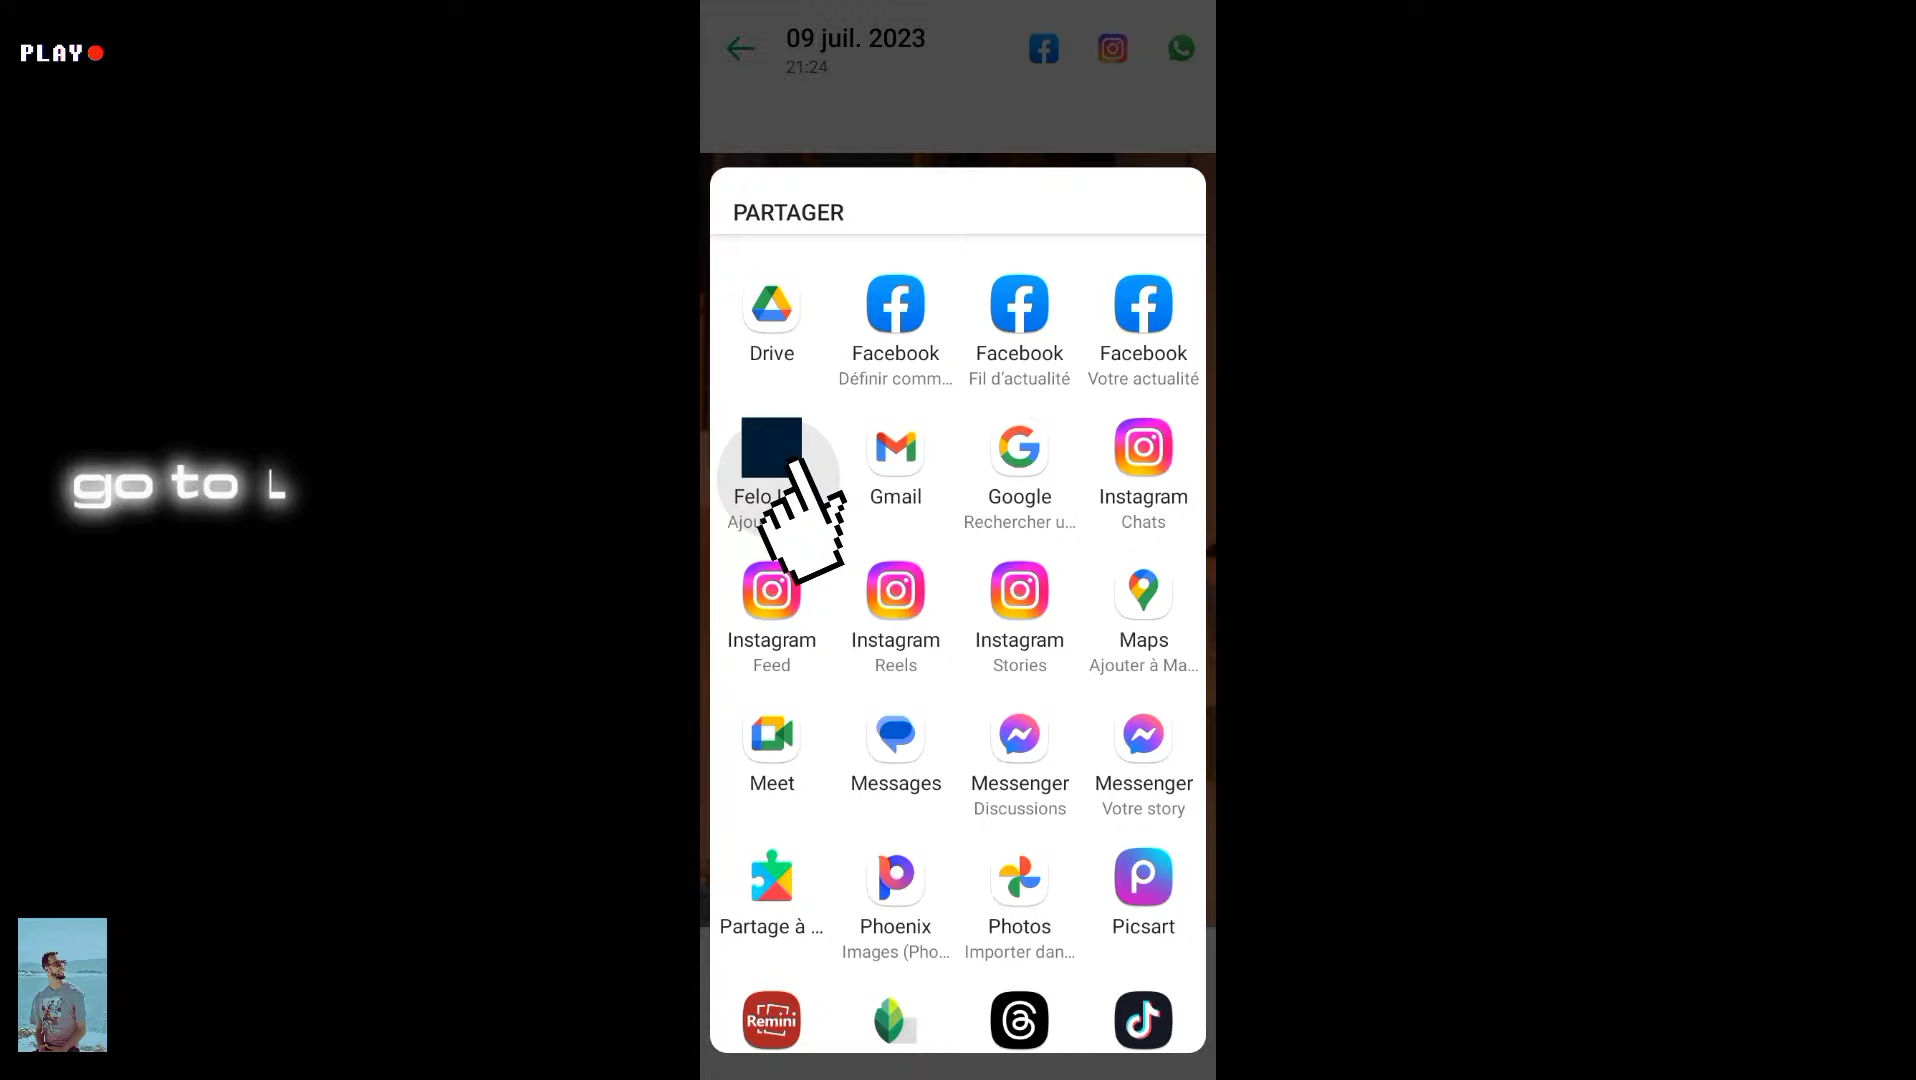 PLAY
09 juil. 2023
21:24
PARTAGER
Drive
Facebook
Définir comm...
Facebook
Fil d'actualité
Facebook
Votre actualité
Felo
Gmail
Google
Rechercher u...
Instagram
Chats
go to L
Instagram
Feed
Instagram
Reels
Instagram
Stories
Maps
Ajouter à Ma...
Meet
Messages
Messenger
Discussions
Messenger
Votre story
Partage à ...
Phoenix
Images (Pho...
Photos
Importer dan...
Picsart
Remini